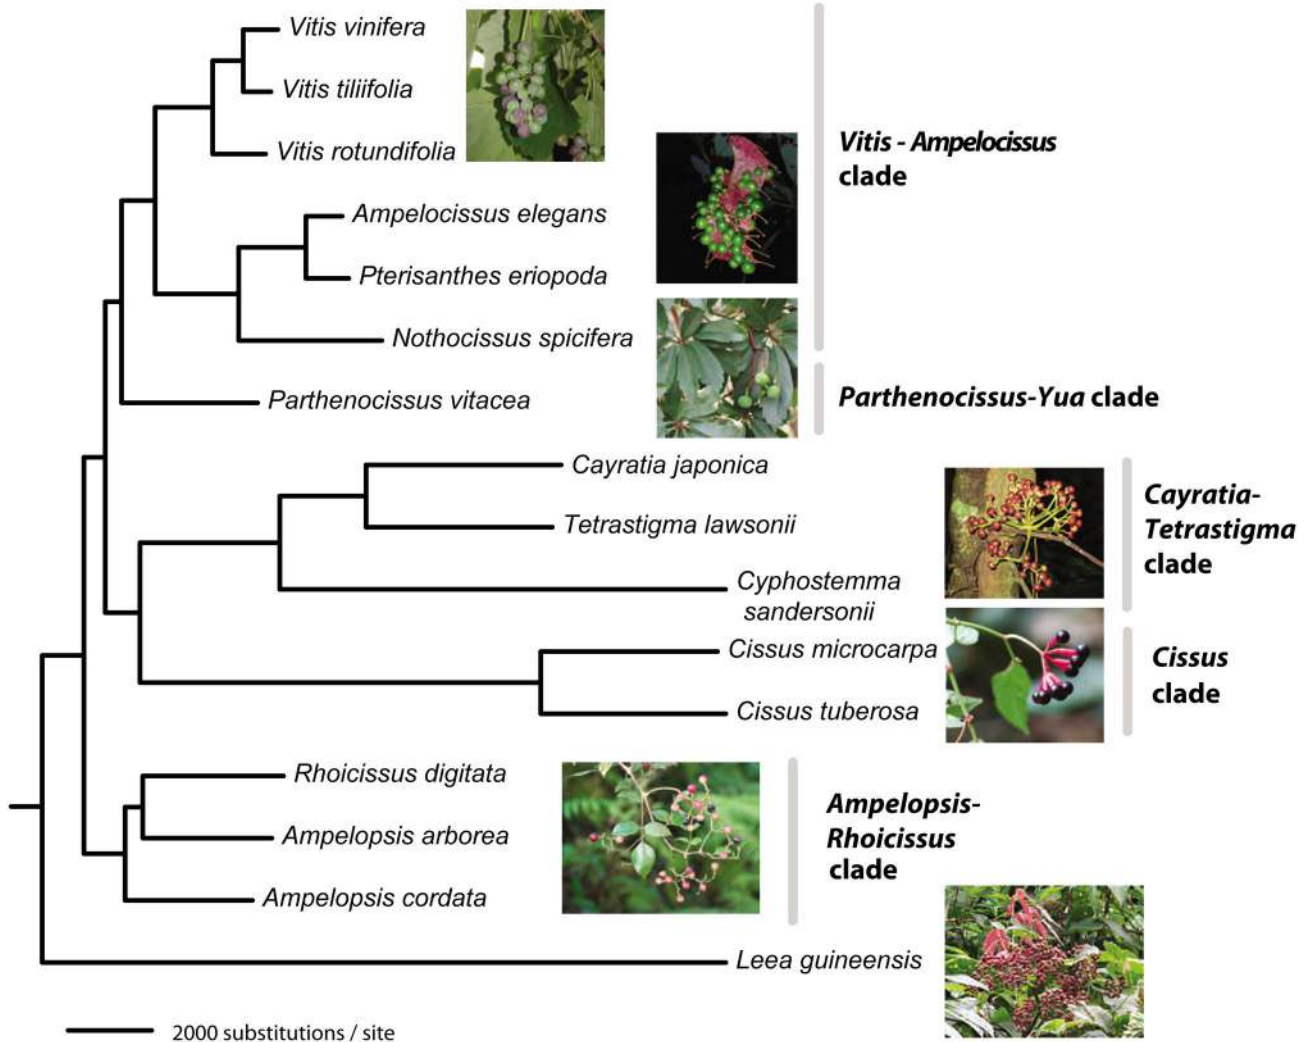 Vitis vinifera
Vitis tiliifolia
Vitis rotundifolia
Vitis - Ampelocissus
clade
Ampelocissus elegans
Pterisanthes eriopoda
Nothocissus spicifera
Parthenocissus vitacea
Parthenocissus-Yua clade
Cayratia japonica
Tetrastigma lawsonii
Cayratia-
Tetrastigma
clade
Cyphostemma
sandersonii
Cissus microcarpa
Cissus tuberosa
Cissus
clade
Rhoicissus digitata
Ampelopsis arborea
Ampelopsis cordata
Ampelopsis-
Rhoicissus
clade
Leea guineensis
2000 substitutions / site